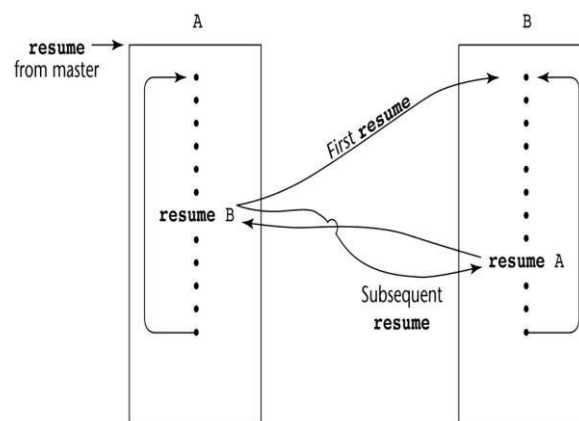 A
B
resume
from master
First resume
resume B
resume A
Subsequent
resume